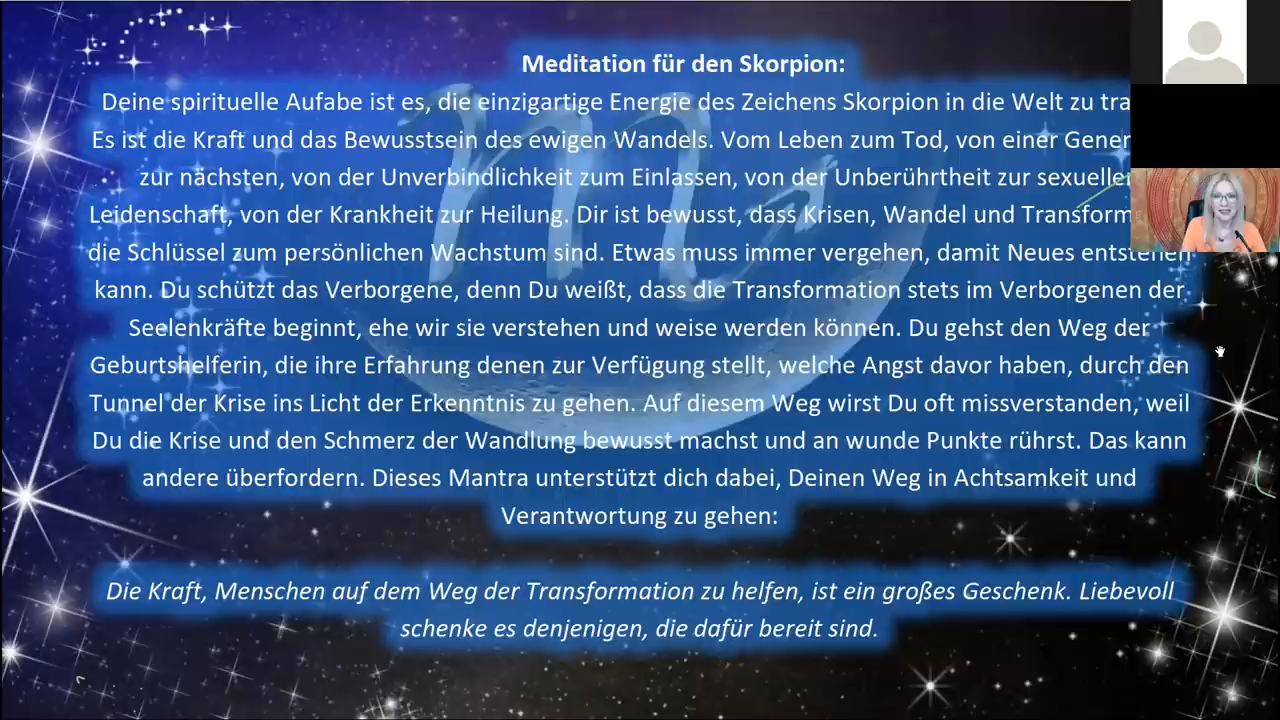 Meditation für den Skorpion:
Deine spirituelle Aufabe ist es, die einzigartige Energie des Zeichens Skorpion in die Welt zu
Es ist die Kraft und das Bewusstsein des ewigen Wandels. Vom Leben zum Tod, von einer
zur nächsten, von der Unverbindlichkeit zum Einlassen, von der Unberührtheit zur
Leidenschaft, von der Krankheit zur Heilung. Dir ist bewusst, dass Krisen, Wandel und
die Schlüssel zum persönlichen Wachstum sind. Etwas muss immer vergehen, damit Neues entstehen
kann. Du schützt das Verborgene, denn Du weißt, dass die Transformation stets im Verborgenen der
Seelenkräfte beginnt, ehe wir sie verstehen und weise werden können. Du gehst den Weg der
Geburtshelferin, die ihre Erfahrung denen zur Verfügung stellt, welche Angst davor haben, durch den
Tunnel der Krise ins Licht der Erkenntnis zu gehen. Auf diesem Weg wirst Du oft missverstanden, weil
Du die Krise und den Schmerz der Wandlung bewusst machst und an wunde Punkte rührst. Das kann
andere überfordern. Dieses Mantra unterstützt dich dabei, Deinen Weg in Achtsamkeit und
Verantwortung zu gehen:
Die Kraft, Menschen auf dem Weg der Transformation zu helfen, ist ein großes Geschenk. Liebevoll
schenke es denjenigen, die dafür bereit sind.